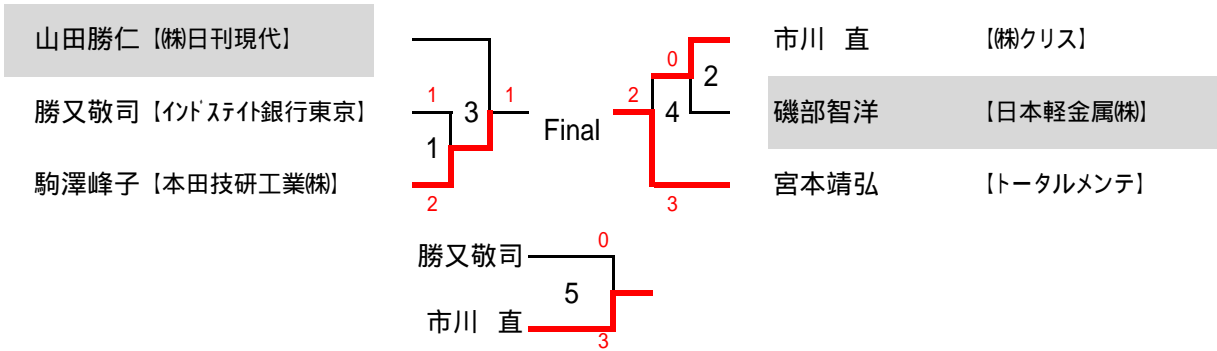 山田勝仁【㈱日刊現代】
勝又敬司【ｲﾝﾄﾞｽﾃｲﾄ銀行東京】
駒澤峰子【本田技研工業㈱】
1
2
1
3
1
Final
2
0
4
3
2
市川　直　【㈱クリス】
磯部智洋　【日本軽金属㈱】
宮本靖弘　【トータルメンテ】
勝又敬司
0
5
市川　直
3